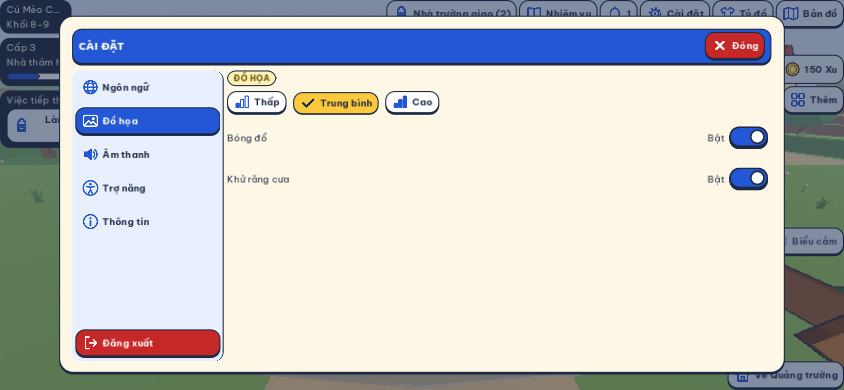 Cú Mèo C...
Khối 8-9
Nhà trường giao (2)
Nhiệm vụ
1
Cài đặt
Tủ đồ
Bản đồ
Cấp 3
CÀI ĐẶT
Đóng
150 Xu
Việc tiếp th
Thêm
Ngôn ngữ
Đồ họa
Âm thanh
Trợ năng
Thông tin
Đăng xuất
ĐỒ HỌA
Thấp
Trung bình
Cao
Bóng đổ
Bật
Khử răng cưa
Bật
Biểu cảm
Về Quảng trường